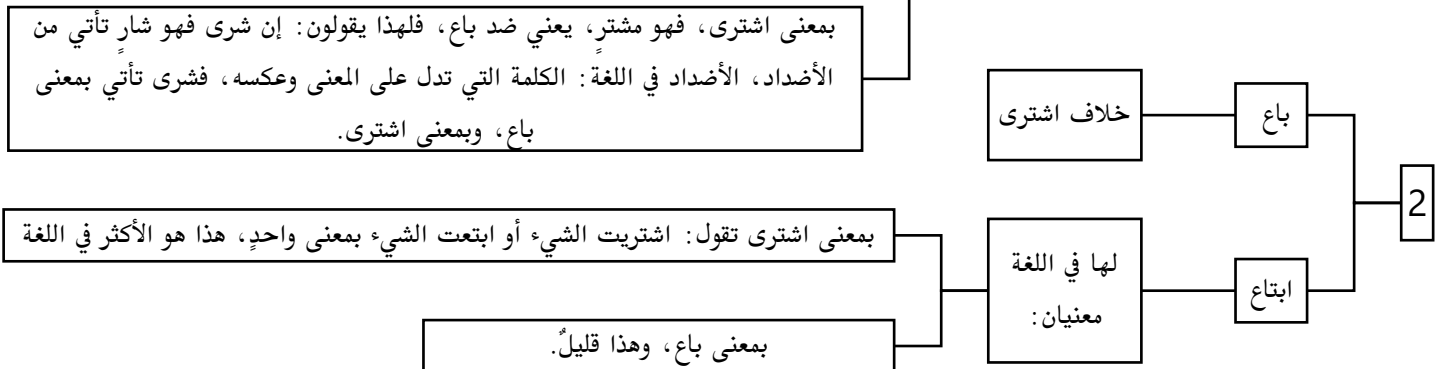 بمعنى اشترى، فهو مشترٍ، يعني ضد باع، فلهذا يقولون: إن شرى فهو شارٍ تأتي من
الأضداد، الأضداد في اللغة: الكلمة التي تدل على المعنى وعكسه، فشرى تأتي بمعنى
باع، وبمعنى اشترى.
2
باع
خلاف اشترى
ابتاع
لها في اللغة
معنيان:
بمعنى اشترى تقول: اشتريت الشيء أو ابتعت الشيء بمعنى واحدٍ، هذا هو الأكثر في اللغة
بمعنى باع، وهذا قليلٌ.